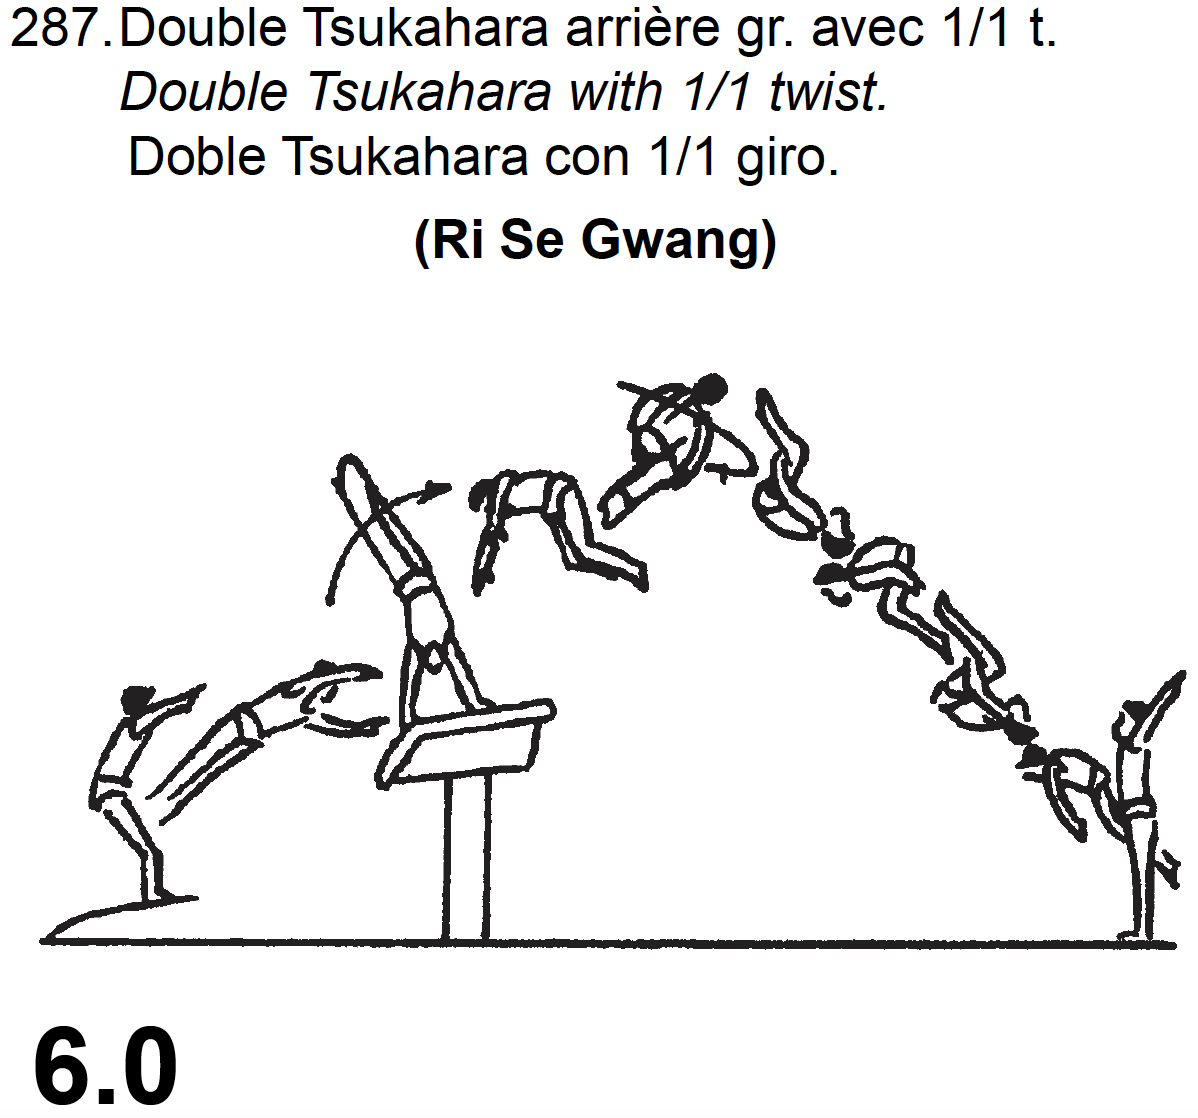 287. Double Tsukahara arrière gr. avec 1/1 t.
Double Tsukahara with 1/1 twist.
Doble Tsukahara con 1/1 giro.
(Ri Se Gwang)
6.0